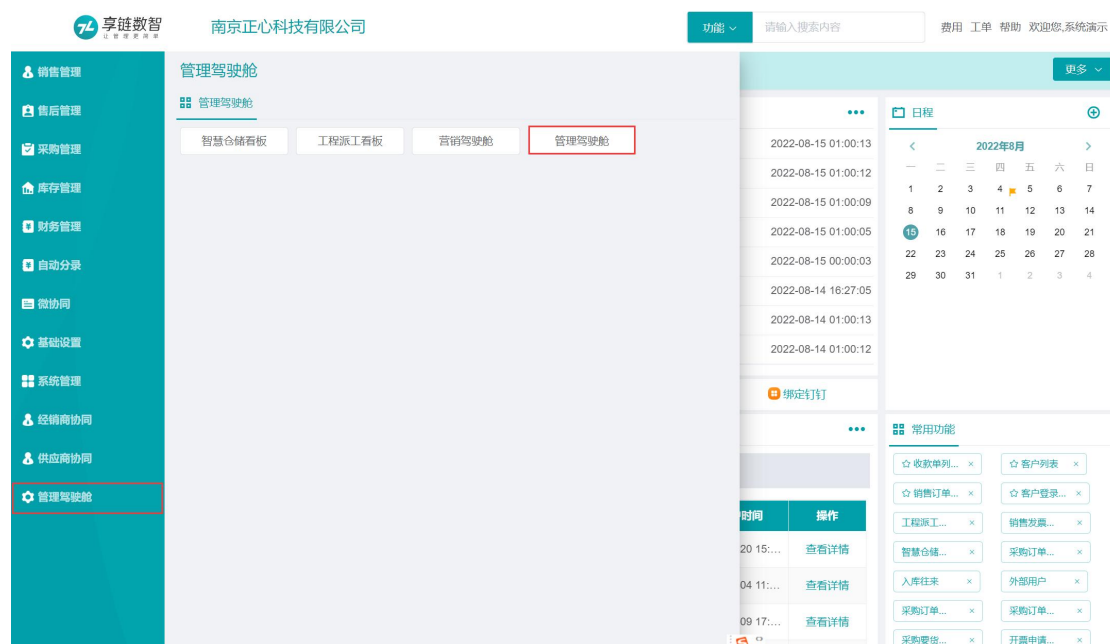 享链数智
让管理更简单
南京正心科技有限公司
功能
请输入搜索内容
费用 工单 帮助 欢迎您,系统演示
销售管理
售后管理
采购管理
库存管理
财务管理
自动分录
微协同
基础设置
系统管理
经销商协同
供应商协同
管理驾驶舱
管理驾驶舱
管理驾驶舱
智慧仓储看板 工程派工看板 营销驾驶舱 管理驾驶舱
更多
2022-08-15 01:00:13
2022-08-15 01:00:12
2022-08-15 01:00:09
2022-08-15 01:00:05
2022-08-15 00:00:03
2022-08-14 16:27:05
2022-08-14 01:00:13
2022-08-14 01:00:12
绑定钉钉
时间 操作
20 15:... 查看详情
04 11:... 查看详情
09 17:... 查看详情
日程
2022年8月
一 二 三 四 五 六 日
1 2 3 4 5 6 7
8 9 10 11 12 13 14
15 16 17 18 19 20 21
22 23 24 25 26 27 28
29 30 31 1 2 3 4
常用功能
收款单列... × 客户列表 ×
销售订单... × 客户登录... ×
工程派工... × 销售发票... ×
智慧仓储... × 采购订单... ×
入库往来 × 外部用户 ×
采购订单... × 采购订单... ×
采购要货... × 开票申请... ×